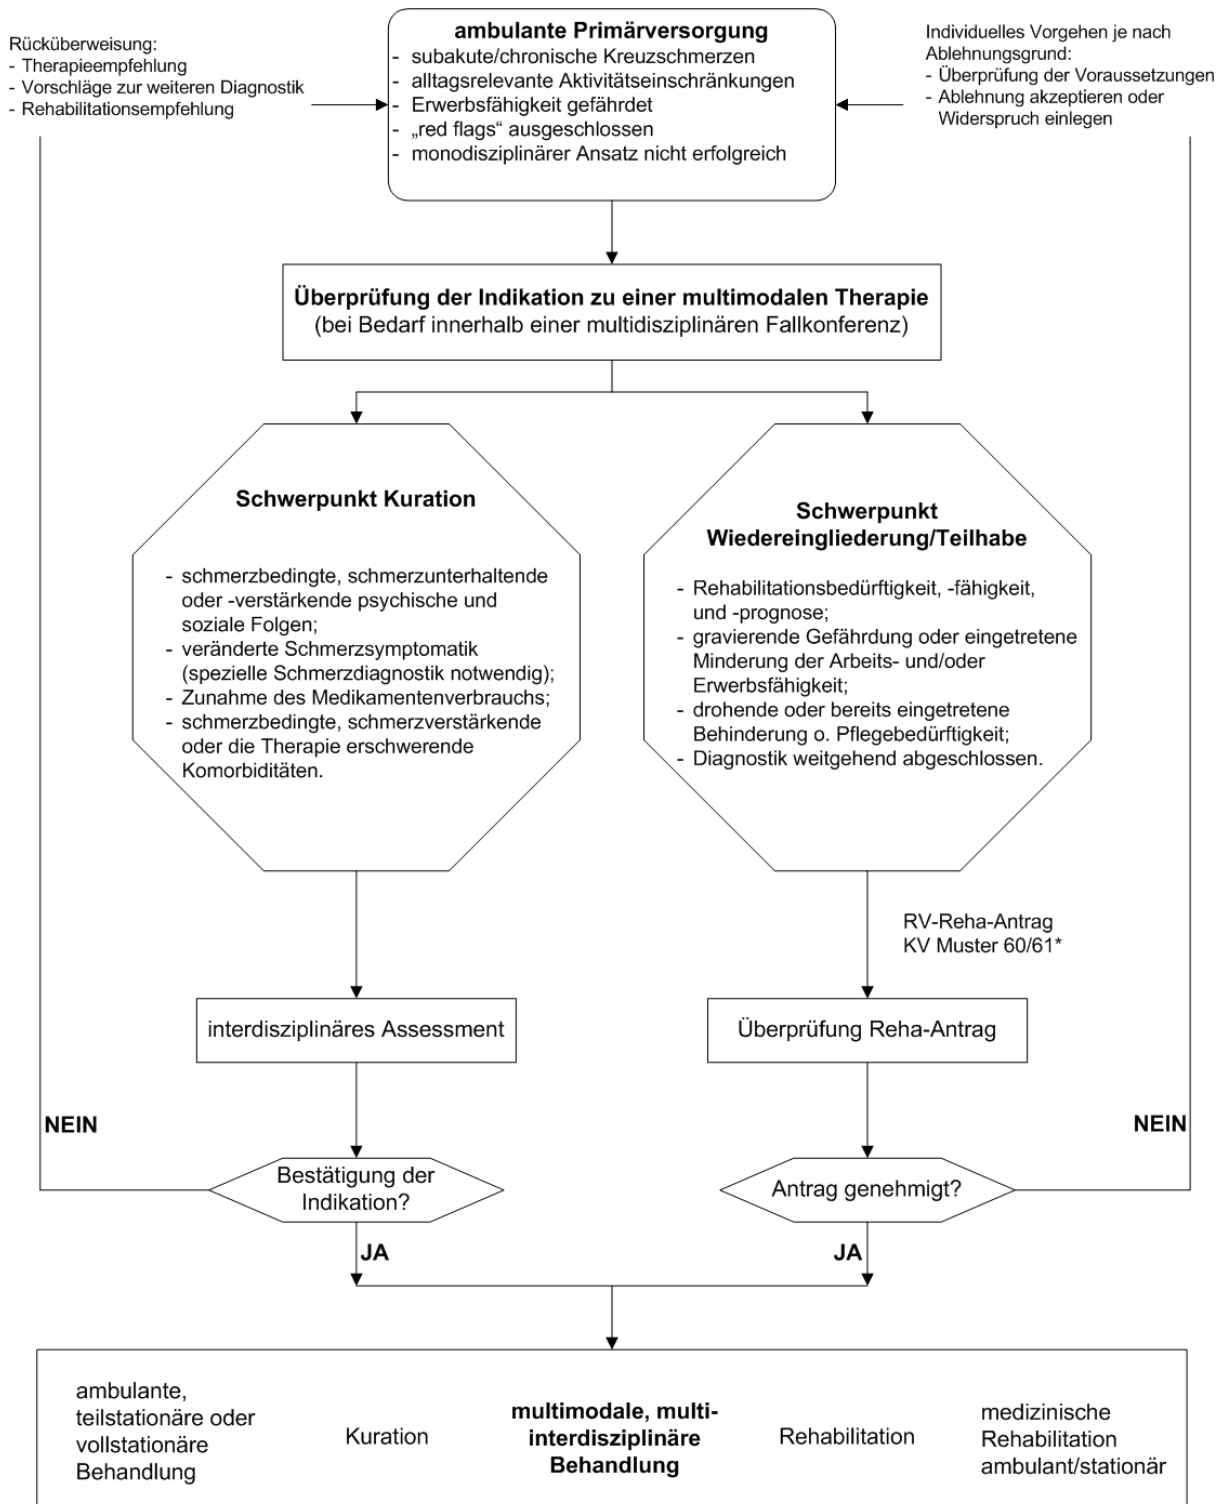 Rücküberweisung:
- Therapieempfehlung
- Vorschläge zur weiteren Diagnostik
- Rehabilitationsempfehlung
ambulante Primärversorgung
- subakute/chronische Kreuzschmerzen
- alltagsrelevante Aktivitätseinschränkungen
- Erwerbsfähigkeit gefährdet
- „red flags“ ausgeschlossen
- monodisziplinärer Ansatz nicht erfolgreich
Individuelles Vorgehen je nach
Ablehnungsgrund:
- Überprüfung der Voraussetzungen
- Ablehnung akzeptieren oder
Widerspruch einlegen
Überprüfung der Indikation zu einer multimodalen Therapie
(bei Bedarf innerhalb einer multidisziplinären Fallkonferenz)
Schwerpunkt Kuration
- schmerzbedingte, schmerzunterhaltende
oder -verstärkende psychische und
soziale Folgen;
- veränderte Schmerzsymptomatik
(spezielle Schmerzdiagnostik notwendig);
- Zunahme des Medikamentenverbrauchs;
- schmerzbedingte, schmerzverstärkende
oder die Therapie erschwerende
Komorbiditäten.
Schwerpunkt
Wiedereingliederung/Teilhabe
- Rehabilitationsbedürftigkeit, -fähigkeit,
und -prognose;
- gravierende Gefährdung oder eingetretene
Minderung der Arbeits- und/oder
Erwerbsfähigkeit;
- drohende oder bereits eingetretene
Behinderung o. Pflegebedürftigkeit;
- Diagnostik weitgehend abgeschlossen.
RV-Reha-Antrag
KV Muster 60/61*
interdisziplinäres Assessment
Überprüfung Reha-Antrag
NEIN
NEIN
Bestätigung der
Indikation?
Antrag genehmigt?
JA
JA
ambulante,
teilstationäre oder
vollstationäre
Behandlung
Kuration
multimodale, multi-
interdisziplinäre
Behandlung
Rehabilitation
medizinische
Rehabilitation
ambulant/stationär